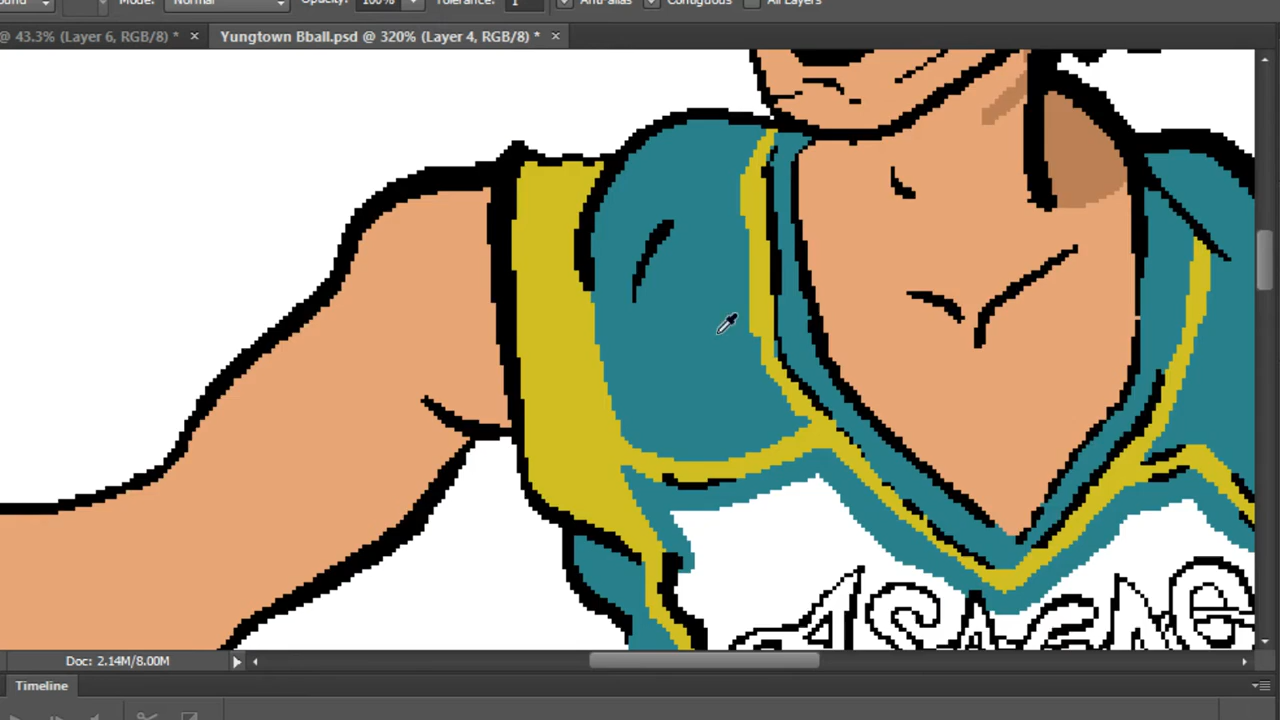 Mode: Normal Opacity: 100% Tolerance: 1 Anti-alias Contiguous All Layers
@ 43.3% (Layer 6, RGB/8) * × Yungtown Bball.psd @ 320% (Layer 4, RGB/8) * ×
Doc: 2.14M/8.00M
Timeline